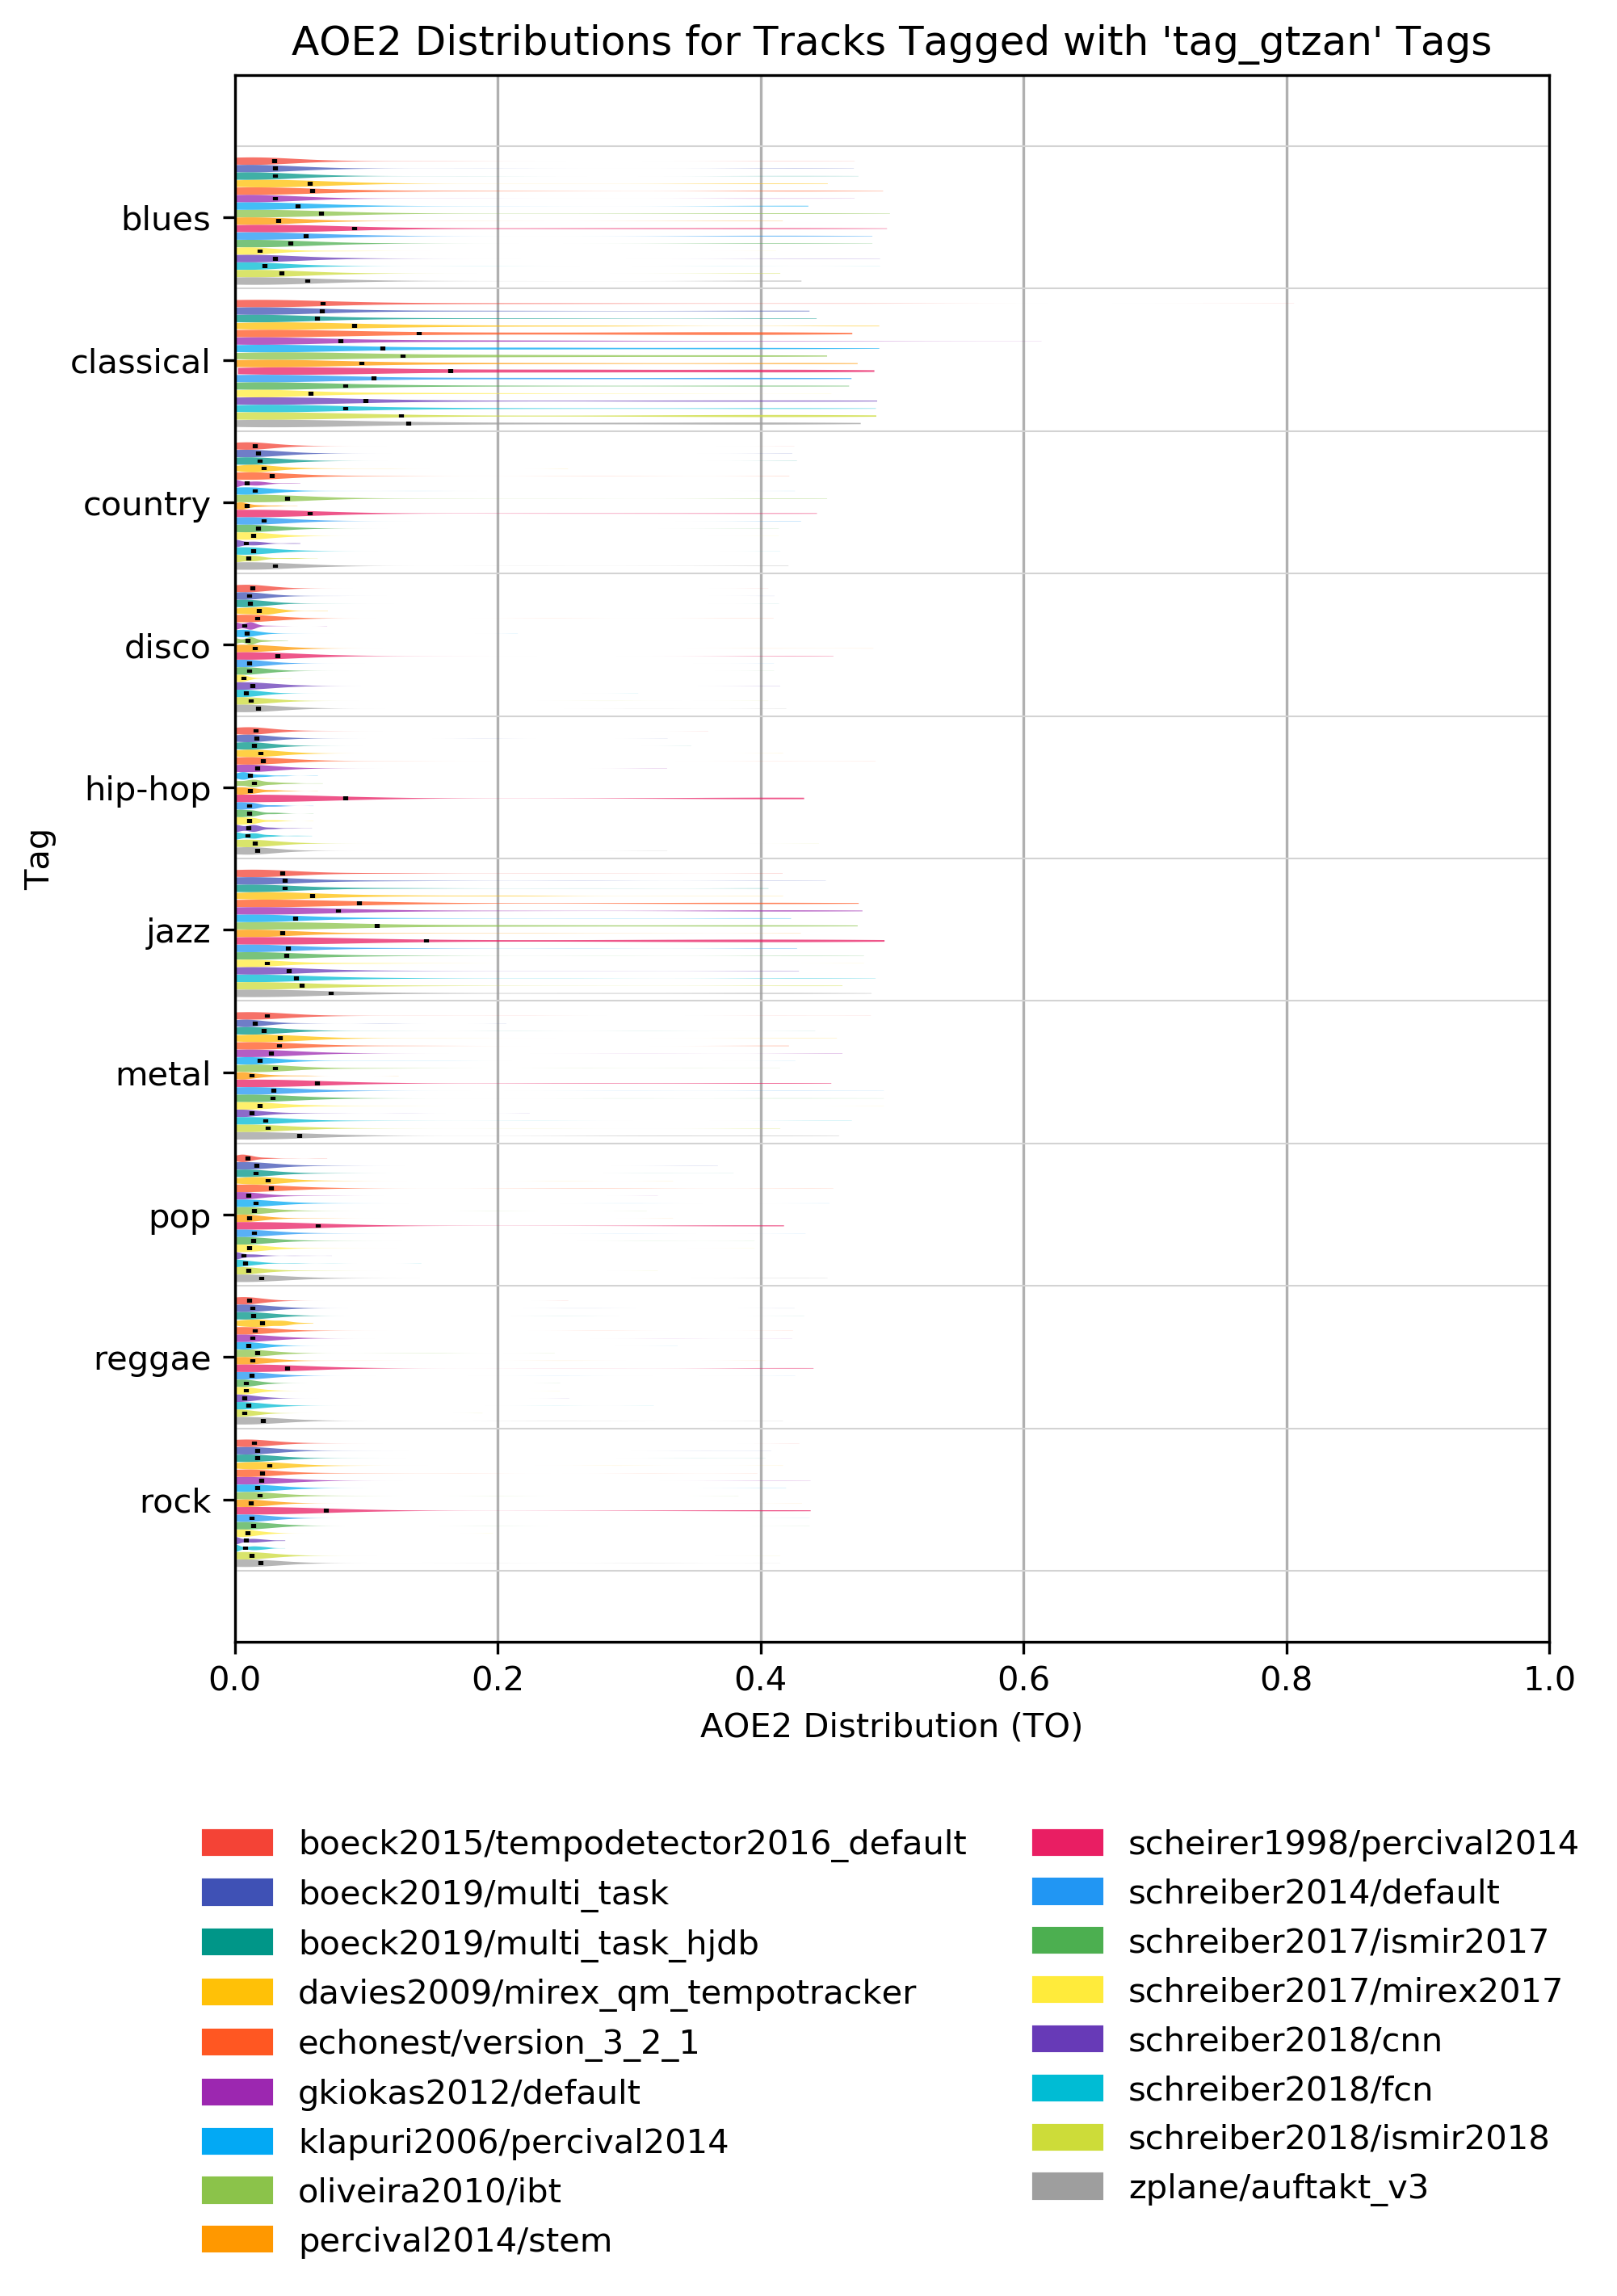 AOE2 Distributions for Tracks Tagged with 'tag_gtzan' Tags
Tag
blues
classical
country
disco
hip-hop
jazz
metal
pop
reggae
rock
0.0 0.2 0.4 0.6 0.8 1.0
AOE2 Distribution (TO)
boeck2015/tempodetector2016_default
boeck2019/multi_task
boeck2019/multi_task_hjdb
davies2009/mirex_qm_tempotracker
echonest/version_3_2_1
gkiokas2012/default
klapuri2006/percival2014
oliveira2010/ibt
percival2014/stem
scheirer1998/percival2014
schreiber2014/default
schreiber2017/ismir2017
schreiber2017/mirex2017
schreiber2018/cnn
schreiber2018/fcn
schreiber2018/ismir2018
zplane/auftakt_v3